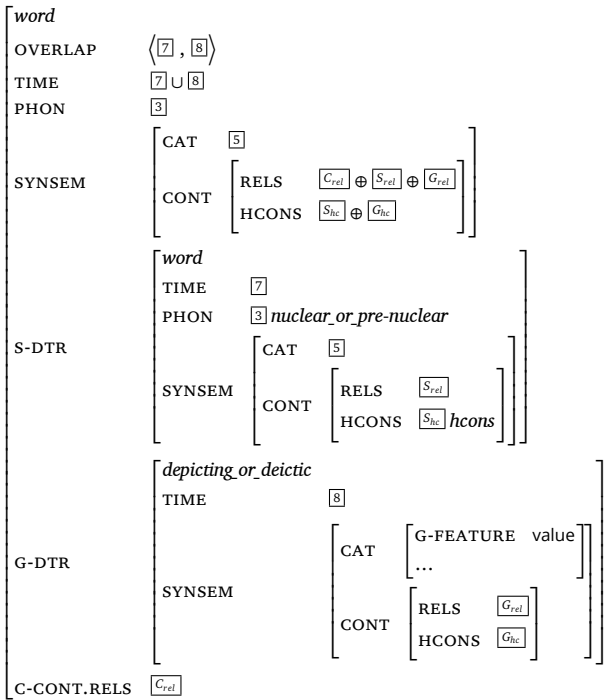 word
OVERLAP ⟨ 7 , 8 ⟩
TIME 7 ∪ 8
PHON 3
CAT 5
SYNSEM
RELS C_rel ⊕ S_rel ⊕ G_rel
CONT
HCONS S_hc ⊕ G_hc
word
TIME 7
PHON 3 nuclear_or_pre-nuclear
S-DTR
CAT 5
SYNSEM
RELS S_rel
CONT
HCONS S_hc hcons
depicting_or_deictic
TIME 8
G-FEATURE value
CAT
...
G-DTR
SYNSEM
RELS G_rel
CONT
HCONS G_hc
C-CONT.RELS C_rel